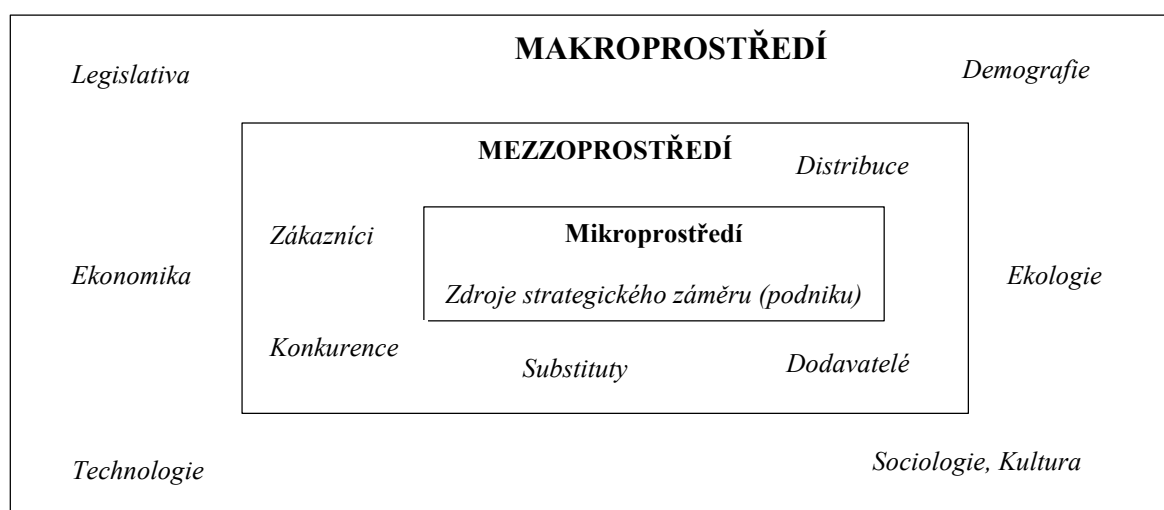 MAKROPROSTŘEDÍ
Legislativa
Demografie
MEZZOPROSTŘEDÍ
Distribuce
Zákazníci
Mikroprostředí
Ekonomika
Zdroje strategického záměru (podniku)
Ekologie
Konkurence
Substituty
Dodavatelé
Technologie
Sociologie, Kultura